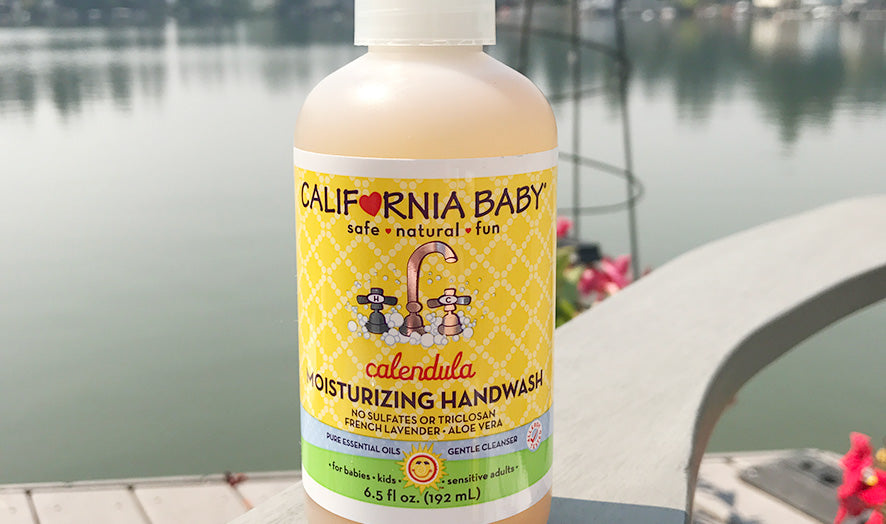 CALIFORNIA BABY®
safe ♥ natural ♥ fun
H C
calendula
MOISTURIZING HANDWASH
NO SULFATES OR TRICLOSAN
FRENCH LAVENDER • ALOE VERA
PURE ESSENTIAL OILS GENTLE CLEANSER
• for babies • kids • sensitive adults •
6.5 fl oz. (192 mL)